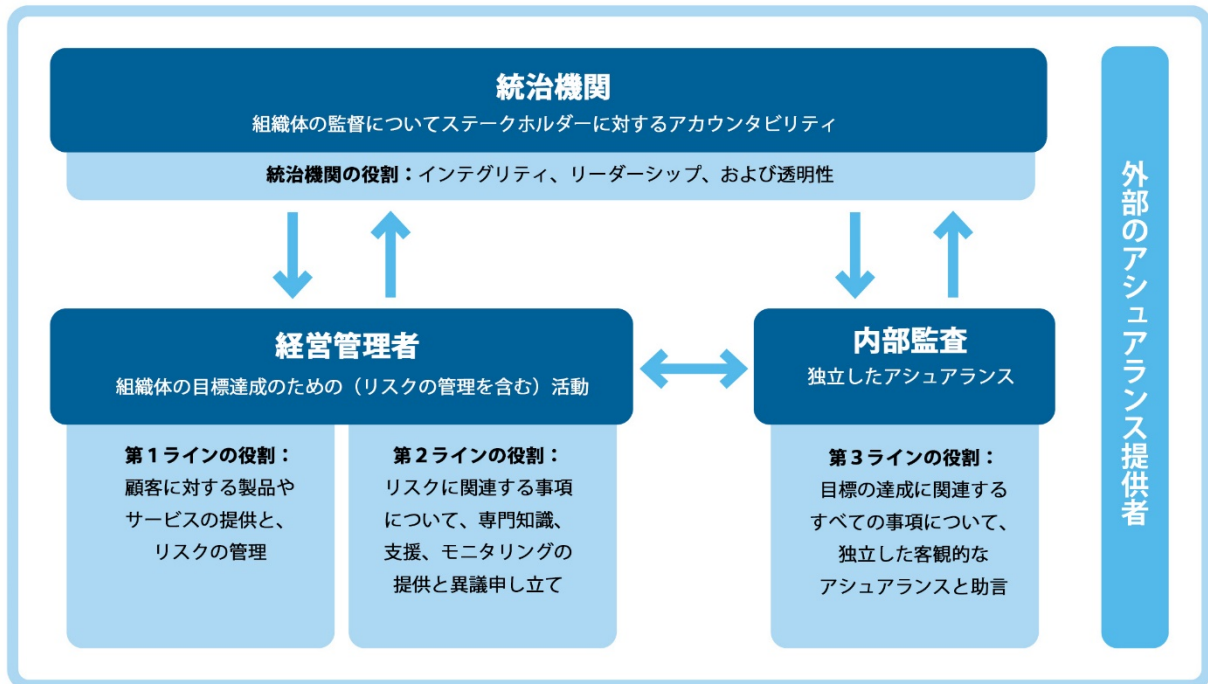 統治機関
組織体の監督についてステークホルダーに対するアカウンタビリティ
統治機関の役割：インテグリティ、リーダーシップ、および透明性
経営管理者
組織体の目標達成のための（リスクの管理を含む）活動
第1ラインの役割：
顧客に対する製品や
サービスの提供と、
リスクの管理
第2ラインの役割：
リスクに関連する事項
について、専門知識、
支援、モニタリングの
提供と異議申し立て
内部監査
独立したアシュアランス
第3ラインの役割：
目標の達成に関連する
すべての事項について、
独立した客観的な
アシュアランスと助言
外部のアシュアランス提供者